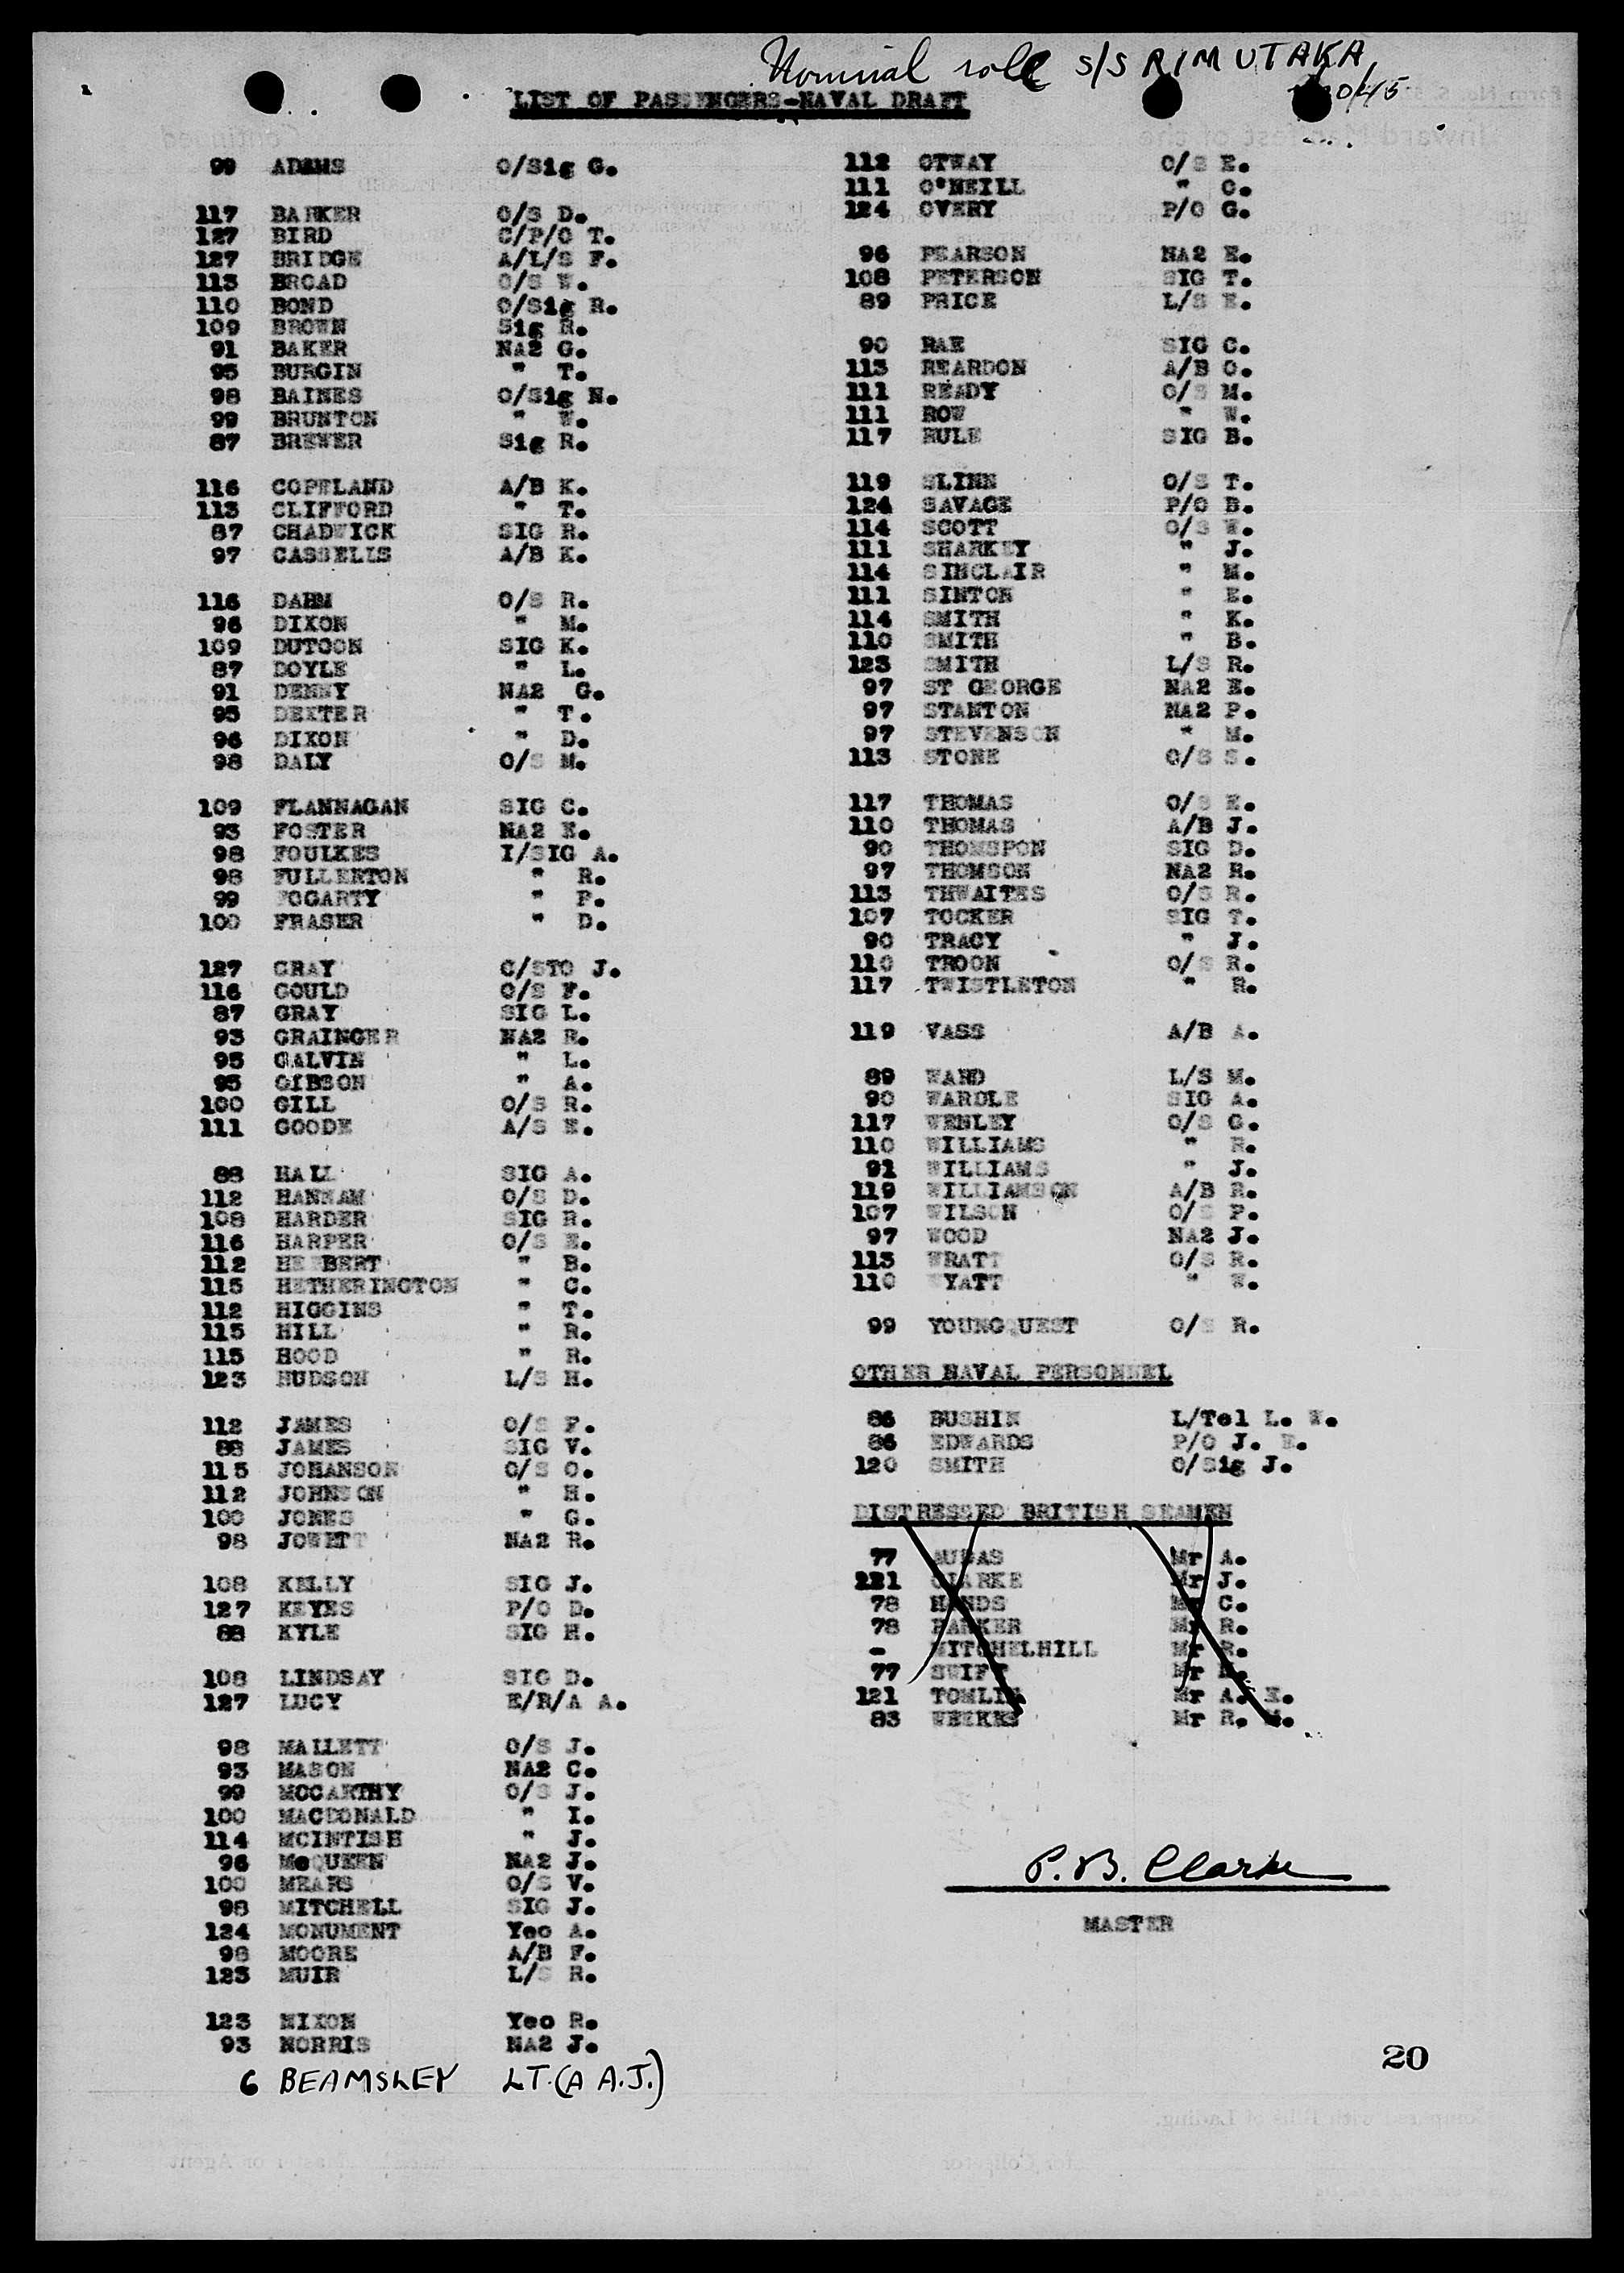 Nominal role S/S RIMUTAKA
LIST OF PASSENGERS-NAVAL DRAFT
99 ADAMS O/Sig G.
117 BARKER O/S D.
127 BIRD C/P/O T.
127 BRIDGE A/L/S F.
113 BROAD O/S W.
110 BOND O/Sig R.
109 BROWN Sig R.
91 BAKER NA2 G.
95 BURGIN " T.
98 BAINES O/Sig N.
99 BRUNTON " W.
87 BREWER Sig R.
116 COPELAND A/B K.
113 CLIFFORD " T.
87 CHADWICK SIG R.
97 CASSELLS A/B K.
116 DAHM O/S R.
96 DIXON " M.
109 DUTOON SIG K.
87 DOYLE " L.
91 DENNY NA2 G.
95 DEXTER " T.
96 DIXON " D.
98 DALY O/S M.
109 FLANNAGAN SIG C.
93 FOSTER NA2 E.
98 FOULKES I/SIG A.
98 FULLERTON " R.
99 FOGARTY " P.
100 FRASER " D.
127 GRAY C/STO J.
116 GOULD O/S F.
87 GRAY SIG L.
93 GRAINGER NA2 R.
95 GALVIN " L.
95 GIBSON " A.
100 GILL O/S R.
111 GOODE A/S E.
88 HALL SIG A.
112 HANNAM O/S D.
108 HARDER SIG R.
116 HARPER O/S E.
112 HERBERT " B.
115 HETHERINGTON " C.
112 HIGGINS " T.
115 HILL " R.
115 HOOD " R.
123 HUDSON L/S H.
112 JAMES O/S F.
88 JAMES SIG V.
115 JOHANSON O/S O.
112 JOHNSON " H.
100 JONES " G.
98 JOWETT NA2 R.
108 KELLY SIG J.
127 KEYES P/O D.
88 KYLE SIG H.
108 LINDSAY SIG D.
127 LUCY E/R/A A.
98 MALLETT O/S J.
93 MASON NA2 C.
99 MCCARTHY O/S J.
100 MACDONALD " I.
114 MCINTISH " J.
96 McQUEEN NA2 J.
100 MEARS O/S V.
98 MITCHELL SIG J.
124 MONUMENT Yeo A.
98 MOORE A/B F.
123 MUIR L/S R.
123 NIXON Yeo R.
93 NORRIS NA2 J.
6 BEAMSLEY LT.(A A.J.)
112 OTWAY O/S E.
111 O'NEILL " C.
124 OVERY P/O G.
96 PEARSON NA2 E.
108 PETERSON SIG T.
89 PRICE L/S E.
90 RAE SIG C.
113 REARDON A/B O.
111 READY O/S M.
111 ROW " W.
117 RULE SIG B.
119 SLINN O/S T.
124 SAVAGE P/O B.
114 SCOTT O/S W.
111 SHARKEY " J.
114 SINCLAIR " M.
111 SINTON " E.
114 SMITH " K.
110 SMITH " B.
123 SMITH L/S R.
97 ST GEORGE NA2 E.
97 STANTON NA2 P.
97 STEVENSON " M.
113 STONE O/S S.
117 THOMAS O/S E.
110 THOMAS A/B J.
90 THOMSPON SIG D.
97 THOMSON NA2 R.
113 THWAITES O/S R.
107 TOCKER SIG T.
90 TRACY " J.
110 TROON O/S R.
117 TWISTLETON " R.
119 VASS A/B A.
89 WAND L/S M.
90 WARDLE SIG A.
117 WENLEY O/S G.
110 WILLIAMS " R.
91 WILLIAMS " J.
119 WILLIAMSON A/B R.
107 WILSON O/S P.
97 WOOD NA2 J.
113 WRATT O/S R.
110 WYATT " W.
99 YOUNGQUEST O/S R.
OTHER NAVAL PERSONNEL
86 BUSHIN L/Tel L. W.
86 EDWARDS P/O J. E.
120 SMITH O/Sig J.
DISTRESSED BRITISH SEAMEN
77 AUDAS Mr A.
221 CLARKE Mr J.
78 HANDS Mr C.
78 PARKER Mr R.
- MITCHELHILL Mr R.
77 SWIFT Mr
121 TOMLIN Mr A. E.
83 WEEKES Mr R. M.
P.B. Clarke
MASTER
20